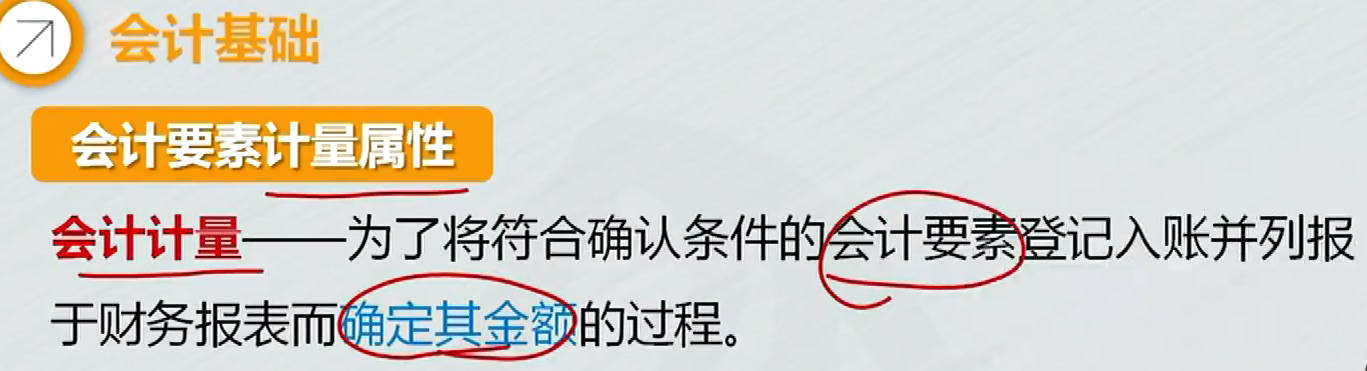 会计基础
会计要素计量属性
会计计量——为了将符合确认条件的会计要素登记入账并列报
于财务报表而确定其金额的过程。